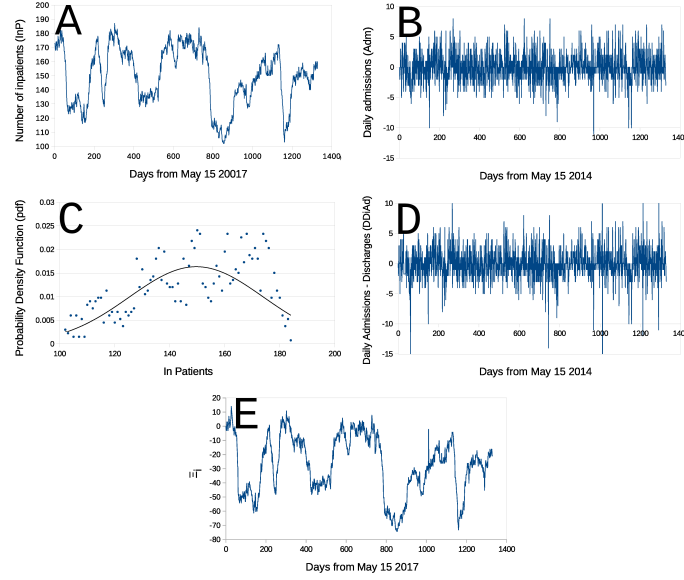 A
Number of inpatients (InP)
200
190
180
170
160
150
140
130
120
110
100
0 200 400 600 800 1000 1200 1400
Days from May 15 20017
B
Daily admissions (Adm)
10
5
0
-5
-10
-15
0 200 400 600 800 1000 1200 1400
Days from May 15 2014
C
Probability Density Function (pdf)
0.03
0.025
0.02
0.015
0.01
0.005
0
100 120 140 160 180 200
In Patients
D
Daily Admissions - Discharges (DDiAd)
10
5
0
-5
-10
-15
0 200 400 600 800 1000 1200 1400
Days from May 15 2014
E
Ξi
20
10
0
-10
-20
-30
-40
-50
-60
-70
-80
0 200 400 600 800 1000 1200 1400
Days from May 15 2017